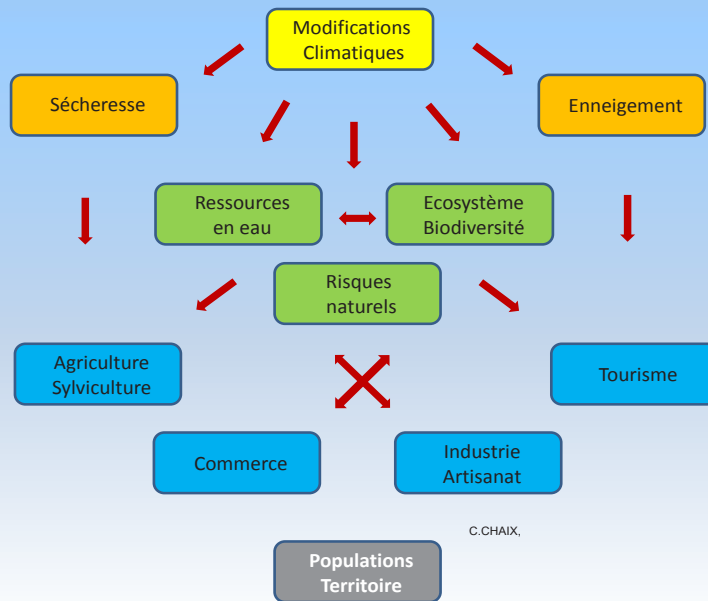 Modifications
Climatiques
Sécheresse
Enneigement
Ressources
en eau
Ecosystème
Biodiversité
Risques
naturels
Agriculture
Sylviculture
Tourisme
Commerce
Industrie
Artisanat
C.CHAIX,
Populations
Territoire